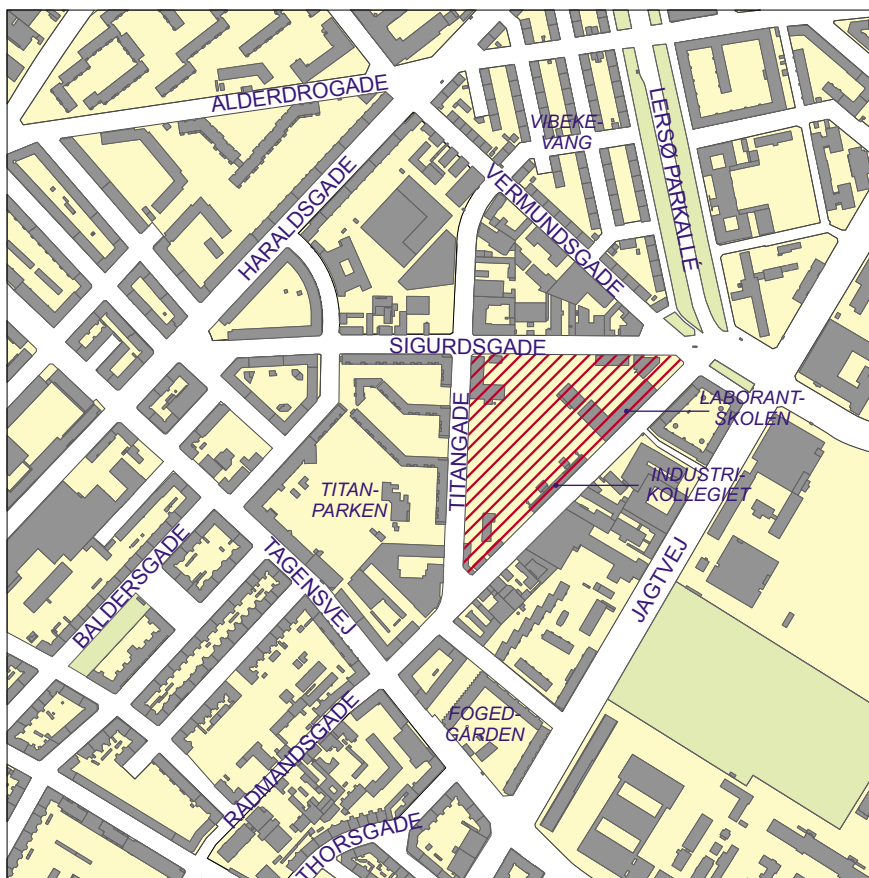 ALDERDROGADE
VIBEKE-
VANG
LERSØ PARKALLÉ
HARALDSGADE
VERMUNDSGADE
SIGURDSGADE
LABORANT-
SKOLEN
TITANGADE
INDUSTRI-
KOLLEGIET
TITAN-
PARKEN
BALDERSGADE
TAGENSVEJ
JAGTVEJ
FOGED-
GÅRDEN
RÅDMANDSGADE
THORSGADE